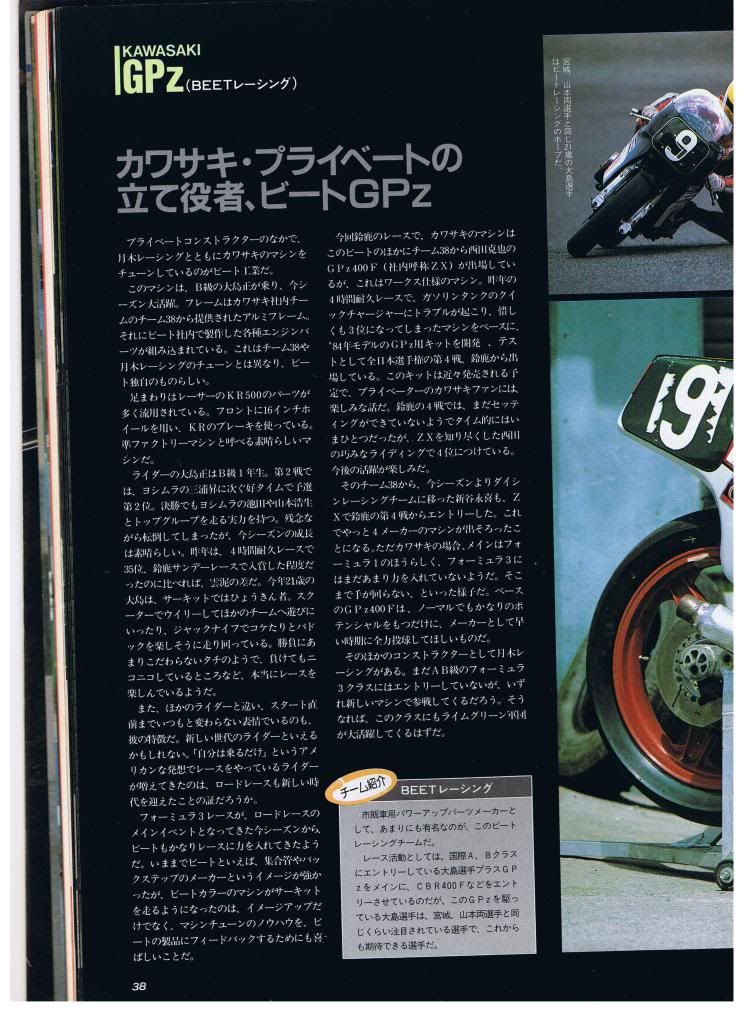 KAWASAKI
GPz(BEETレーシング)
カワサキ・プライベートの
立て役者、ビートGPz
プライベートコンストラクターのなかで、
月木レーシングとともにカワサキのマシンを
チューンしているのがビート工業だ。
このマシンは、B級の大島正が乗り、今シ
ーズン大活躍。フレームはカワサキ社内チー
ムのチーム38から提供されたアルミフレーム。
それにビート社内で製作した各種エンジンパ
ーツが組み込まれている。これはチーム38や
月木レーシングのチューンとは異なり、ビー
ト独自のものらしい。
足まわりはレーサーのKR500のパーツが
多く流用されている。フロントに16インチホ
イールを用い、KRのブレーキを使っている。
準ファクトリーマシンと呼べる素晴らしいマ
シンだ。
ライダーの大島正はB級1年生。第2戦で
は、ヨシムラの三浦昇に次ぐ好タイムで予選
第2位。決勝でもヨシムラの池田や山本浩生
とトップグループを走る実力を持つ。残念な
がら転倒してしまったが、今シーズンの成長
は素晴らしい。昨年は、4時間耐久レースで
35位、鈴鹿サンデーレースで入賞した程度だ
ったのに比べれば、雲泥の差だ。今年21歳の
大島は、サーキットではひょうきん者。スク
ーターでウイリーしてほかのチームへ遊びに
いったり、ジャックナイフでコケたりとパド
ックを楽しそうに走り回っている。勝負にあ
まりこだわらないタチのようで、負けてもニ
コニコしているところなど、本当にレースを
楽しんでいるようだ。
また、ほかのライダーと違い、スタート直
前までいつもと変わらない表情でいるのも、
彼の特徴だ。新しい世代のライダーといえる
かもしれない。「自分は乗るだけ」というアメ
リカンな発想でレースをやっているライダー
が増えてきたのは、ロードレースも新しい時
代を迎えたことの証だろうか。
フォーミュラ3レースが、ロードレースの
メインイベントとなってきた今シーズンから
ビートもかなりレースに力を入れてきたよう
だ。いままでビートといえば、集合管やバッ
クステップのメーカーというイメージが強か
ったが、ビートカラーのマシンがサーキット
を走るようになったのは、イメージアップだ
けでなく、マシンチューンのノウハウを、ビ
ートの製品にフィードバックするためにも喜
ばしいことだ。
今回鈴鹿のレースで、カワサキのマシンは
このビートのほかにチーム38から西田克也の
GPz400F(社内呼称ZX)が出場してい
るが、これはワークス仕様のマシン。昨年の
4時間耐久レースで、ガソリンタンクのクイ
ックチャージャーにトラブルが起こり、惜し
くも3位になってしまったマシンをベースに、
'84年モデルのGPz用キットを開発、テス
トとして全日本選手権の第4戦、鈴鹿から出
場している。このキットは近々発売される予
定で、プライベーターのカワサキファンには、
楽しみな話だ。鈴鹿の4戦では、まだセッテ
ィングができていないようでタイム的にはい
まひとつだったが、ZXを知り尽くした西田
の巧みなライディングで4位につけている。
今後の活躍が楽しみだ。
そのチーム38から、今シーズンよりダイシ
ンレーシングチームに移った新谷永喜も、Z
Xで鈴鹿の第4戦からエントリーした。これ
でやっと4メーカーのマシンが出そろったこ
とになる。ただカワサキの場合、メインはフォ
ーミュラ1のほうらしく、フォーミュラ3に
はまだあまり力を入れていないようだ。そこ
まで手が回らない、といった様子だ。ベース
のGPz400Fは、ノーマルでもかなりのポ
テンシャルをもつだけに、メーカーとして早
い時期に全力投球してほしいものだ。
そのほかのコンストラクターとして月木レ
ーシングがある。まだAB級のフォーミュラ
3クラスにはエントリーしていないが、いず
れ新しいマシンで参戦してくるだろう。そう
なれば、このクラスにもライムグリーン軍団
が大活躍してくるはずだ。
宮城、山本両選手と同じ21歳の大島選手
はビートレーシングのホープだ
9
9
チーム紹介
BEETレーシング
市販車用パワーアップパーツメーカーと
して、あまりにも有名なのが、このビート
レーシングチームだ。
レース活動としては、国際A、Bクラス
にエントリーしている大島選手プラスGP
zをメインに、CBR400Fなどをエント
リーさせているのだが、このGPzを駆っ
ている大島選手は、宮城、山本両選手と同
じくらい注目されている選手で、これから
も期待できる選手だ。
38